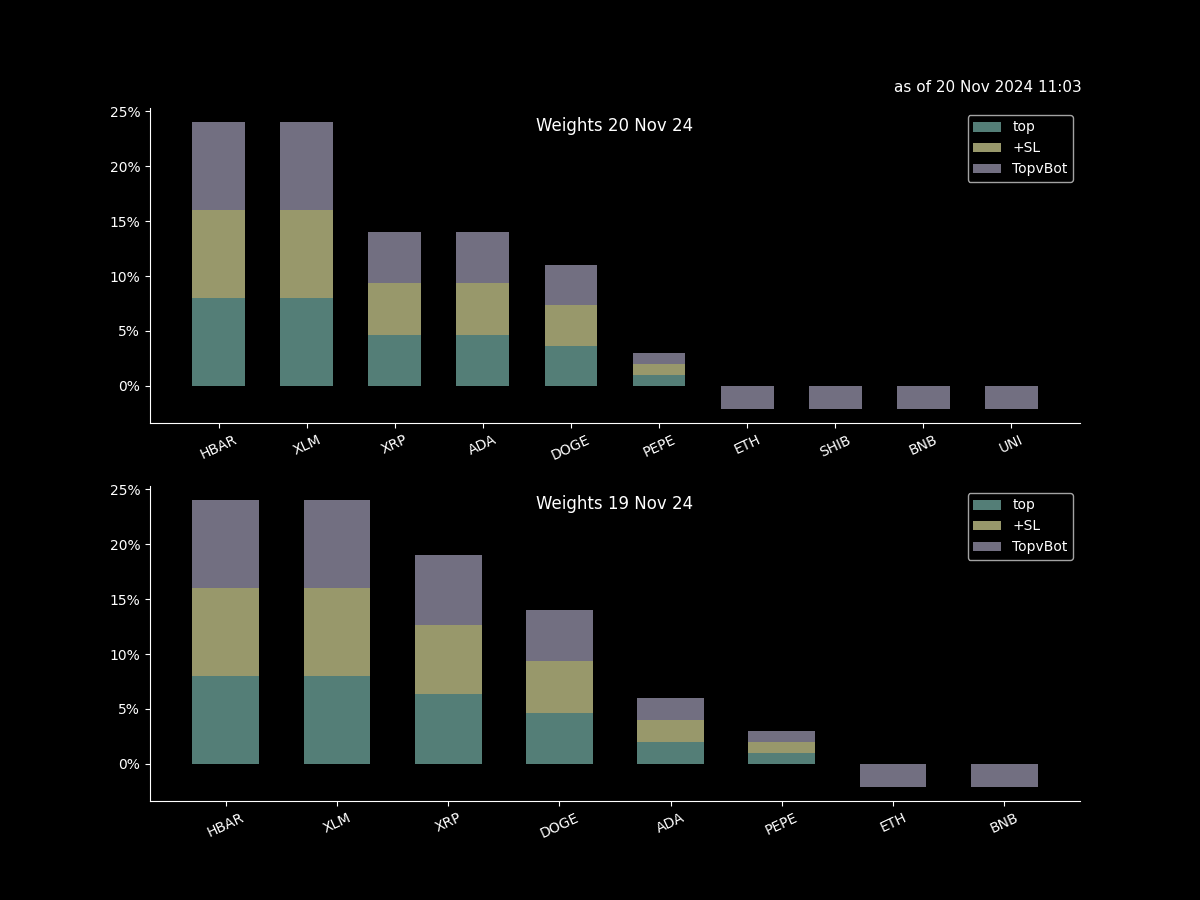 as of 20 Nov 2024 11:03
Weights 20 Nov 24
25%
20%
15%
10%
5%
0%
top
+SL
TopvBot
HBAR XLM XRP ADA DOGE PEPE ETH SHIB BNB UNI
Weights 19 Nov 24
25%
20%
15%
10%
5%
0%
top
+SL
TopvBot
HBAR XLM XRP DOGE ADA PEPE ETH BNB